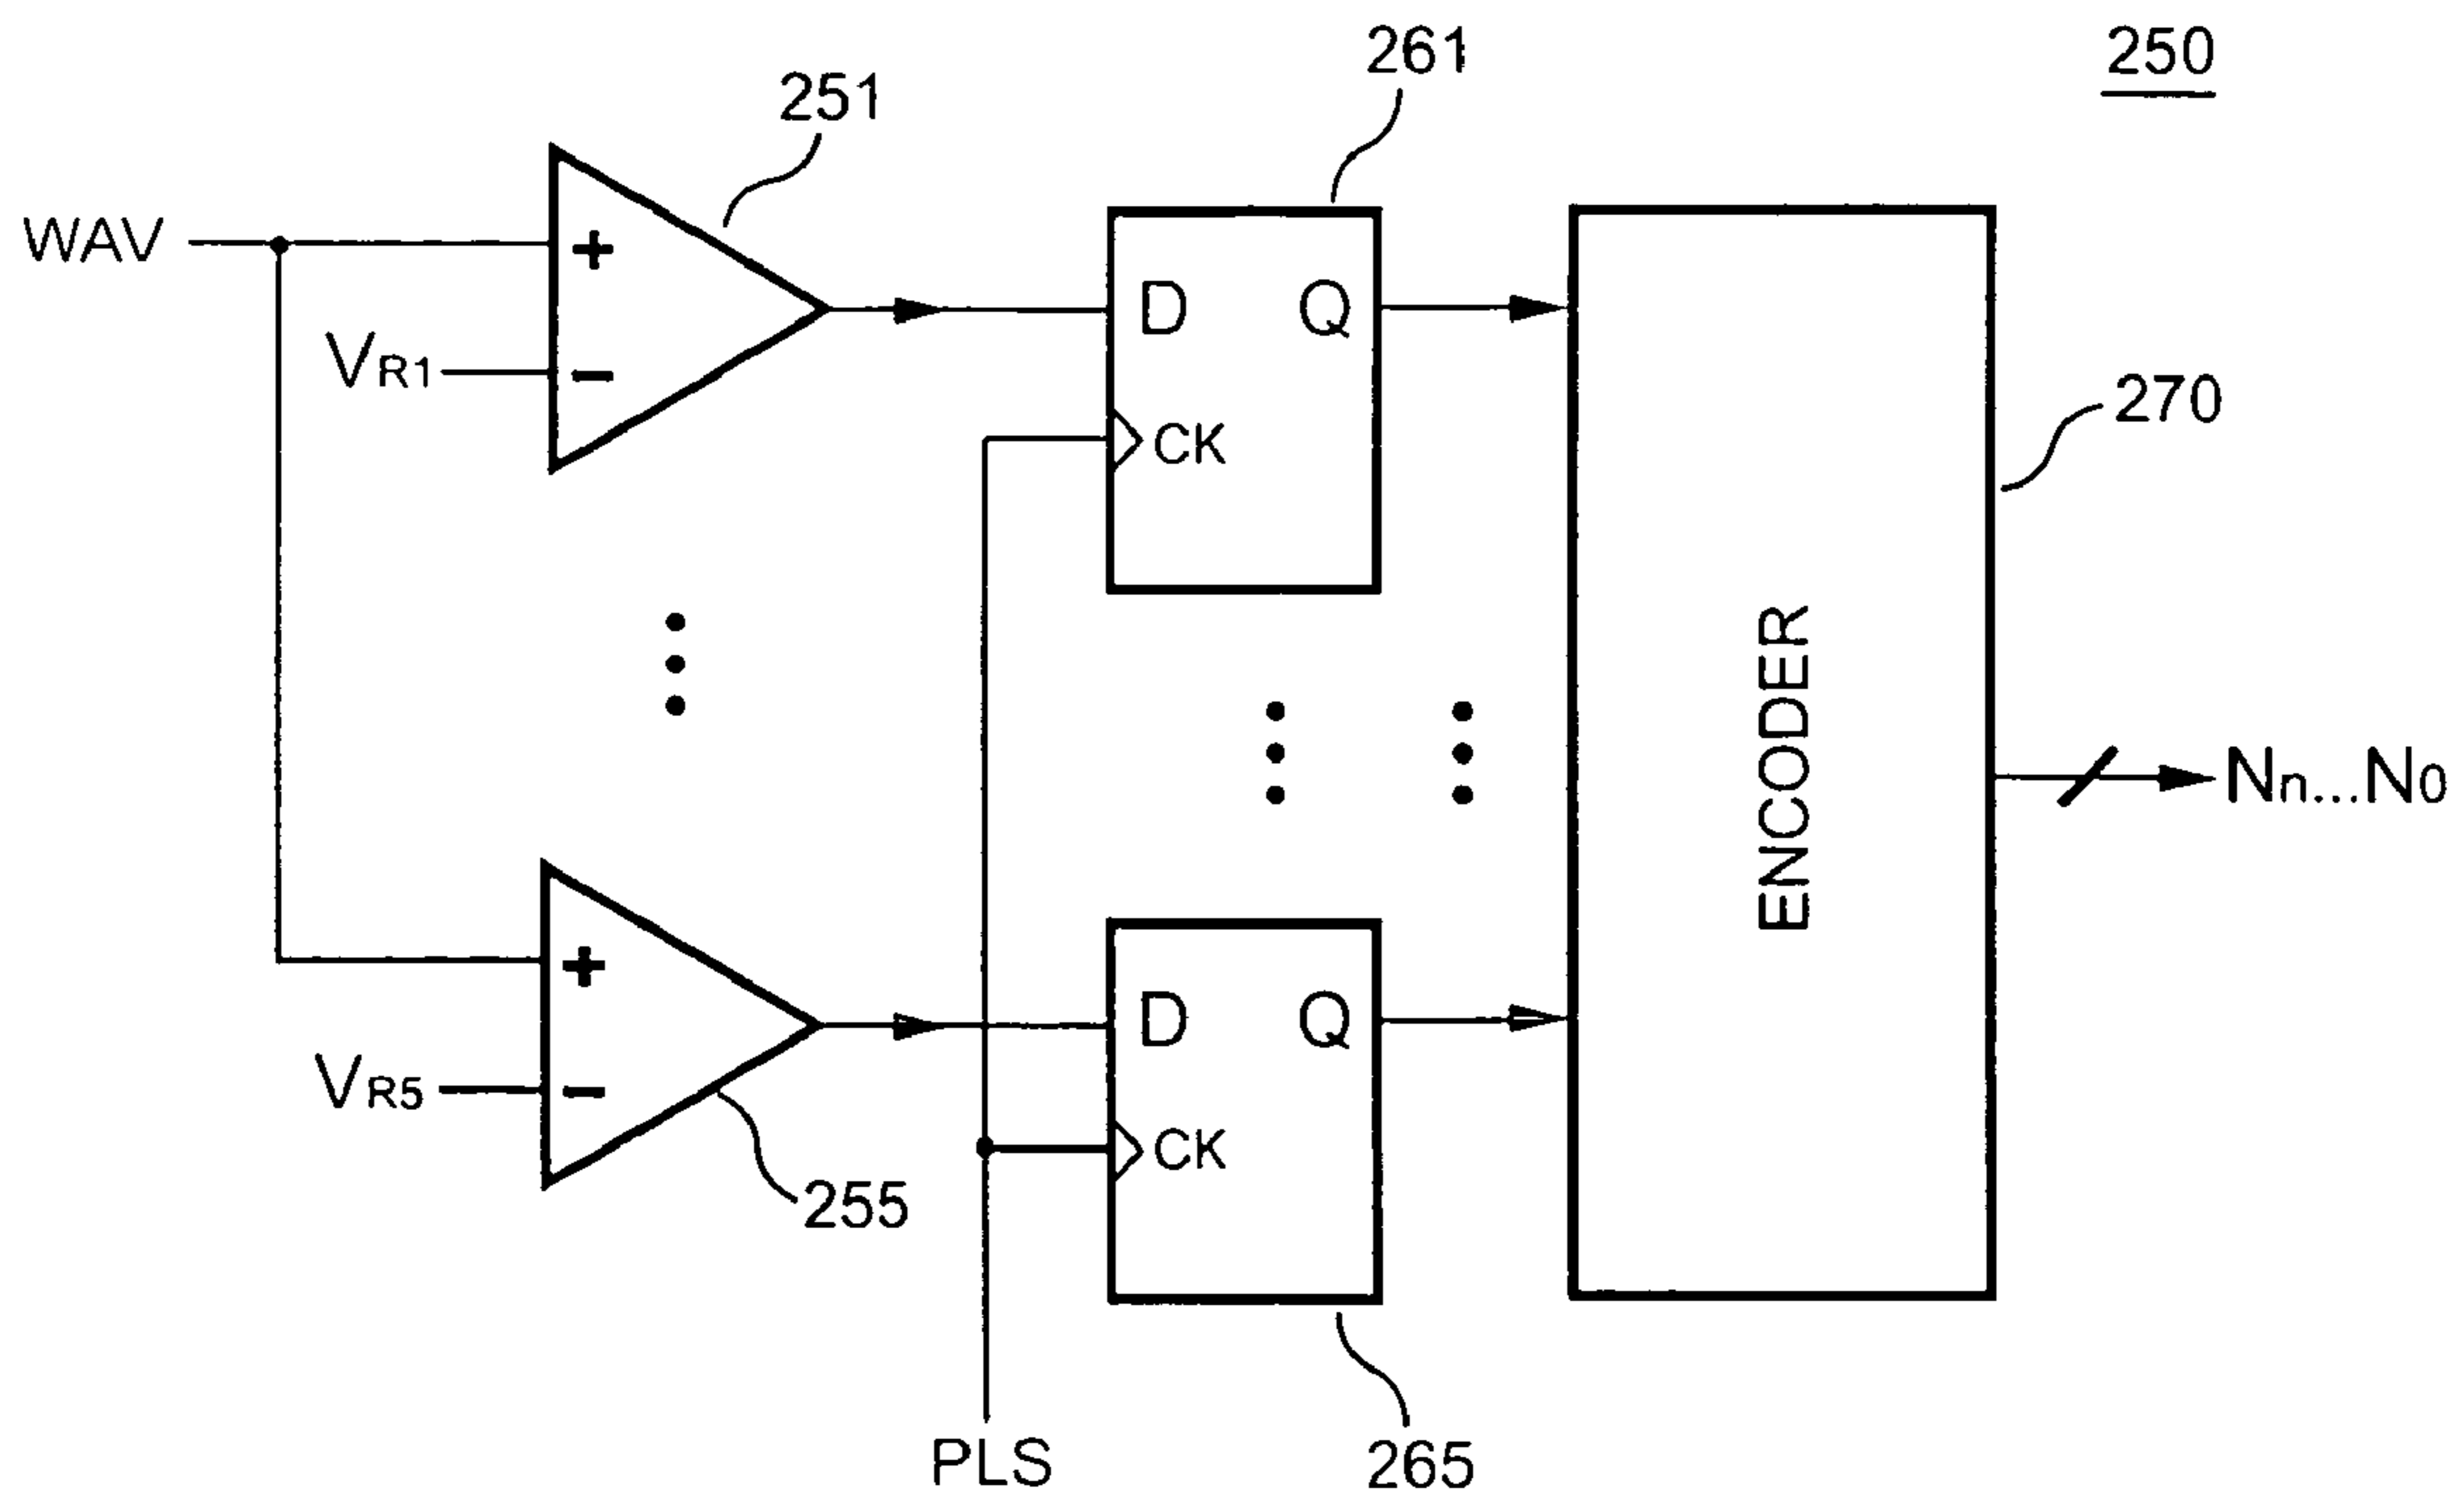 261
250
251
WAV
+
D Q
VR1
−
270
CK
ENCODER
Nn...N0
+
D Q
VR5
−
CK
255
PLS
265